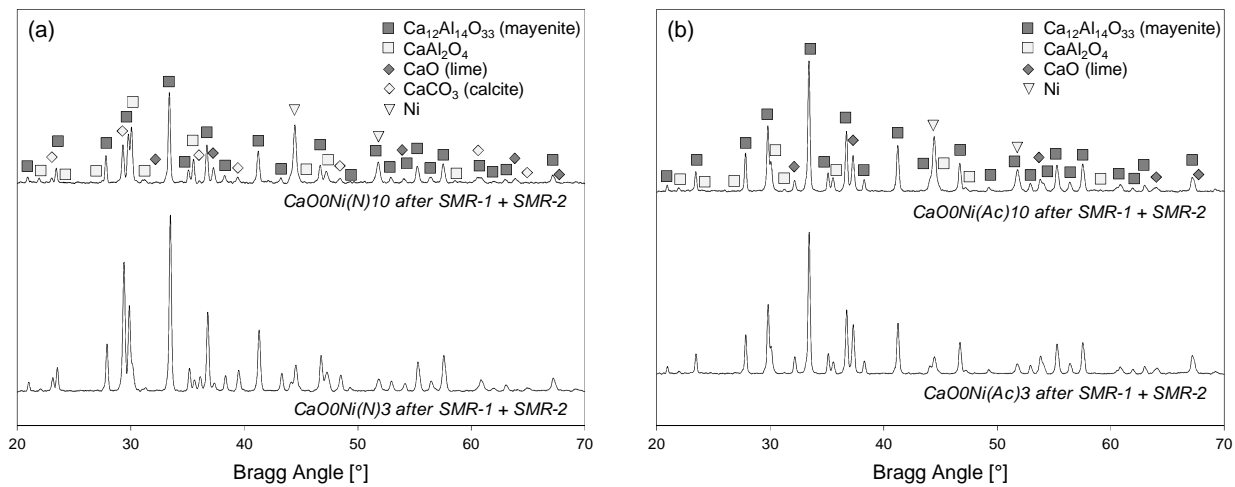 (a)
Ca12Al14O33 (mayenite)
CaAl2O4
CaO (lime)
CaCO3 (calcite)
Ni
CaO0Ni(N)10 after SMR-1 + SMR-2
CaO0Ni(N)3 after SMR-1 + SMR-2
20 30 40 50 60 70
Bragg Angle [°]
(b)
Ca12Al14O33 (mayenite)
CaAl2O4
CaO (lime)
Ni
CaO0Ni(Ac)10 after SMR-1 + SMR-2
CaO0Ni(Ac)3 after SMR-1 + SMR-2
20 30 40 50 60 70
Bragg Angle [°]